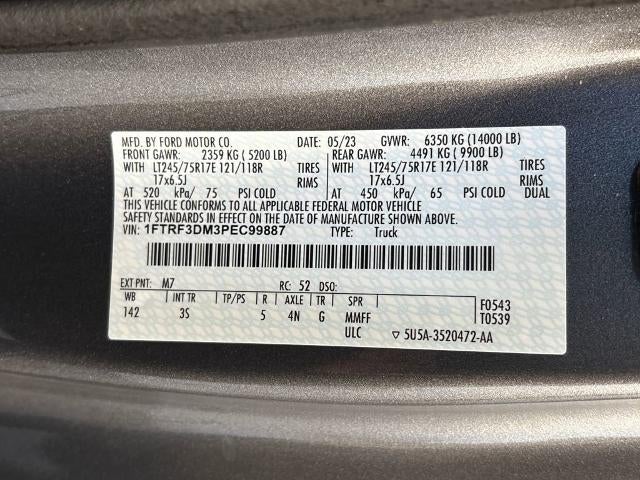 MFD. BY FORD MOTOR CO. DATE: 05/23 GVWR: 6350 KG (14000 LB)
FRONT GAWR: 2359 KG ( 5200 LB) REAR GAWR: 4491 KG ( 9900 LB)
WITH LT245/75R17E 121/118R TIRES WITH LT245/75R17E 121/118R TIRES
17x6.5J RIMS 17x6.5J RIMS
AT 520 kPa/ 75 PSI COLD AT 450 kPa/ 65 PSI COLD DUAL
THIS VEHICLE CONFORMS TO ALL APPLICABLE FEDERAL MOTOR VEHICLE
SAFETY STANDARDS IN EFFECT ON THE DATE OF MANUFACTURE SHOWN ABOVE.
VIN: 1FTRF3DM3PEC99887 TYPE: Truck
EXT PNT: M7 RC: 52 DSO:
WB INT TR TP/PS R AXLE TR SPR F0543
142 3S 5 4N G MMFF T0539
ULC ▽ 5U5A-3520472-AA